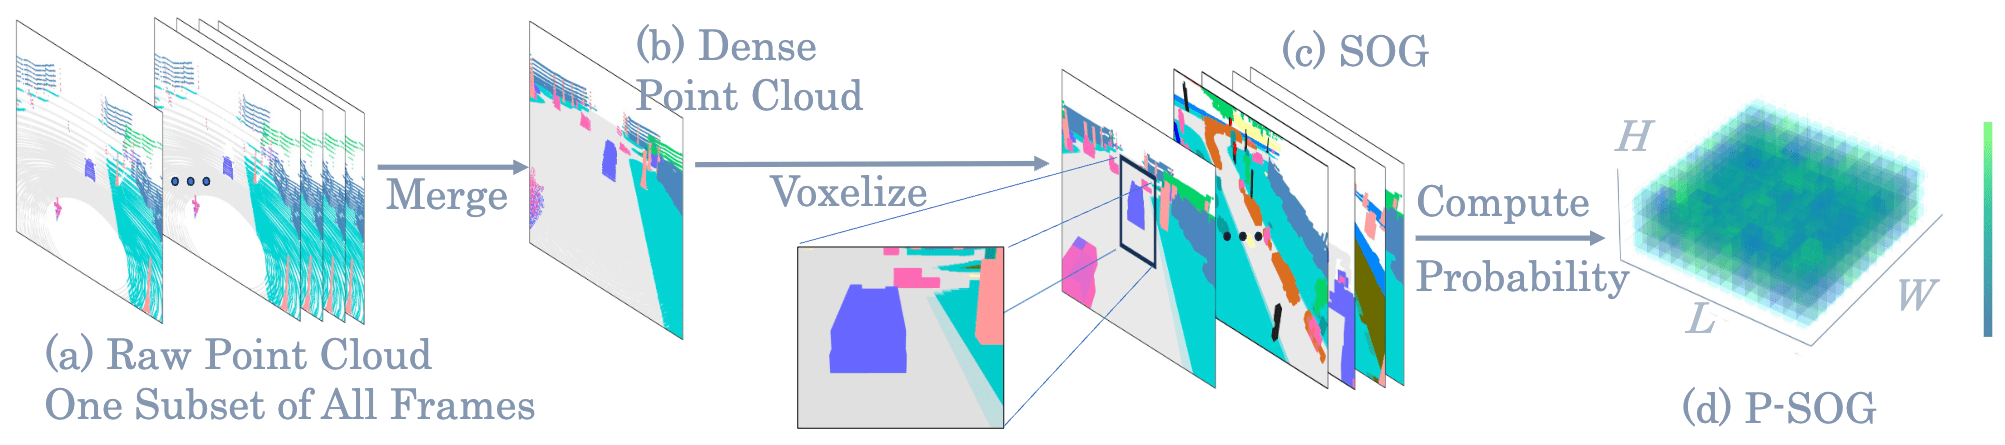 (a) Raw Point Cloud
One Subset of All Frames
Merge
(b) Dense
Point Cloud
Voxelize
(c) SOG
Compute
Probability
H
L
W
(d) P-SOG